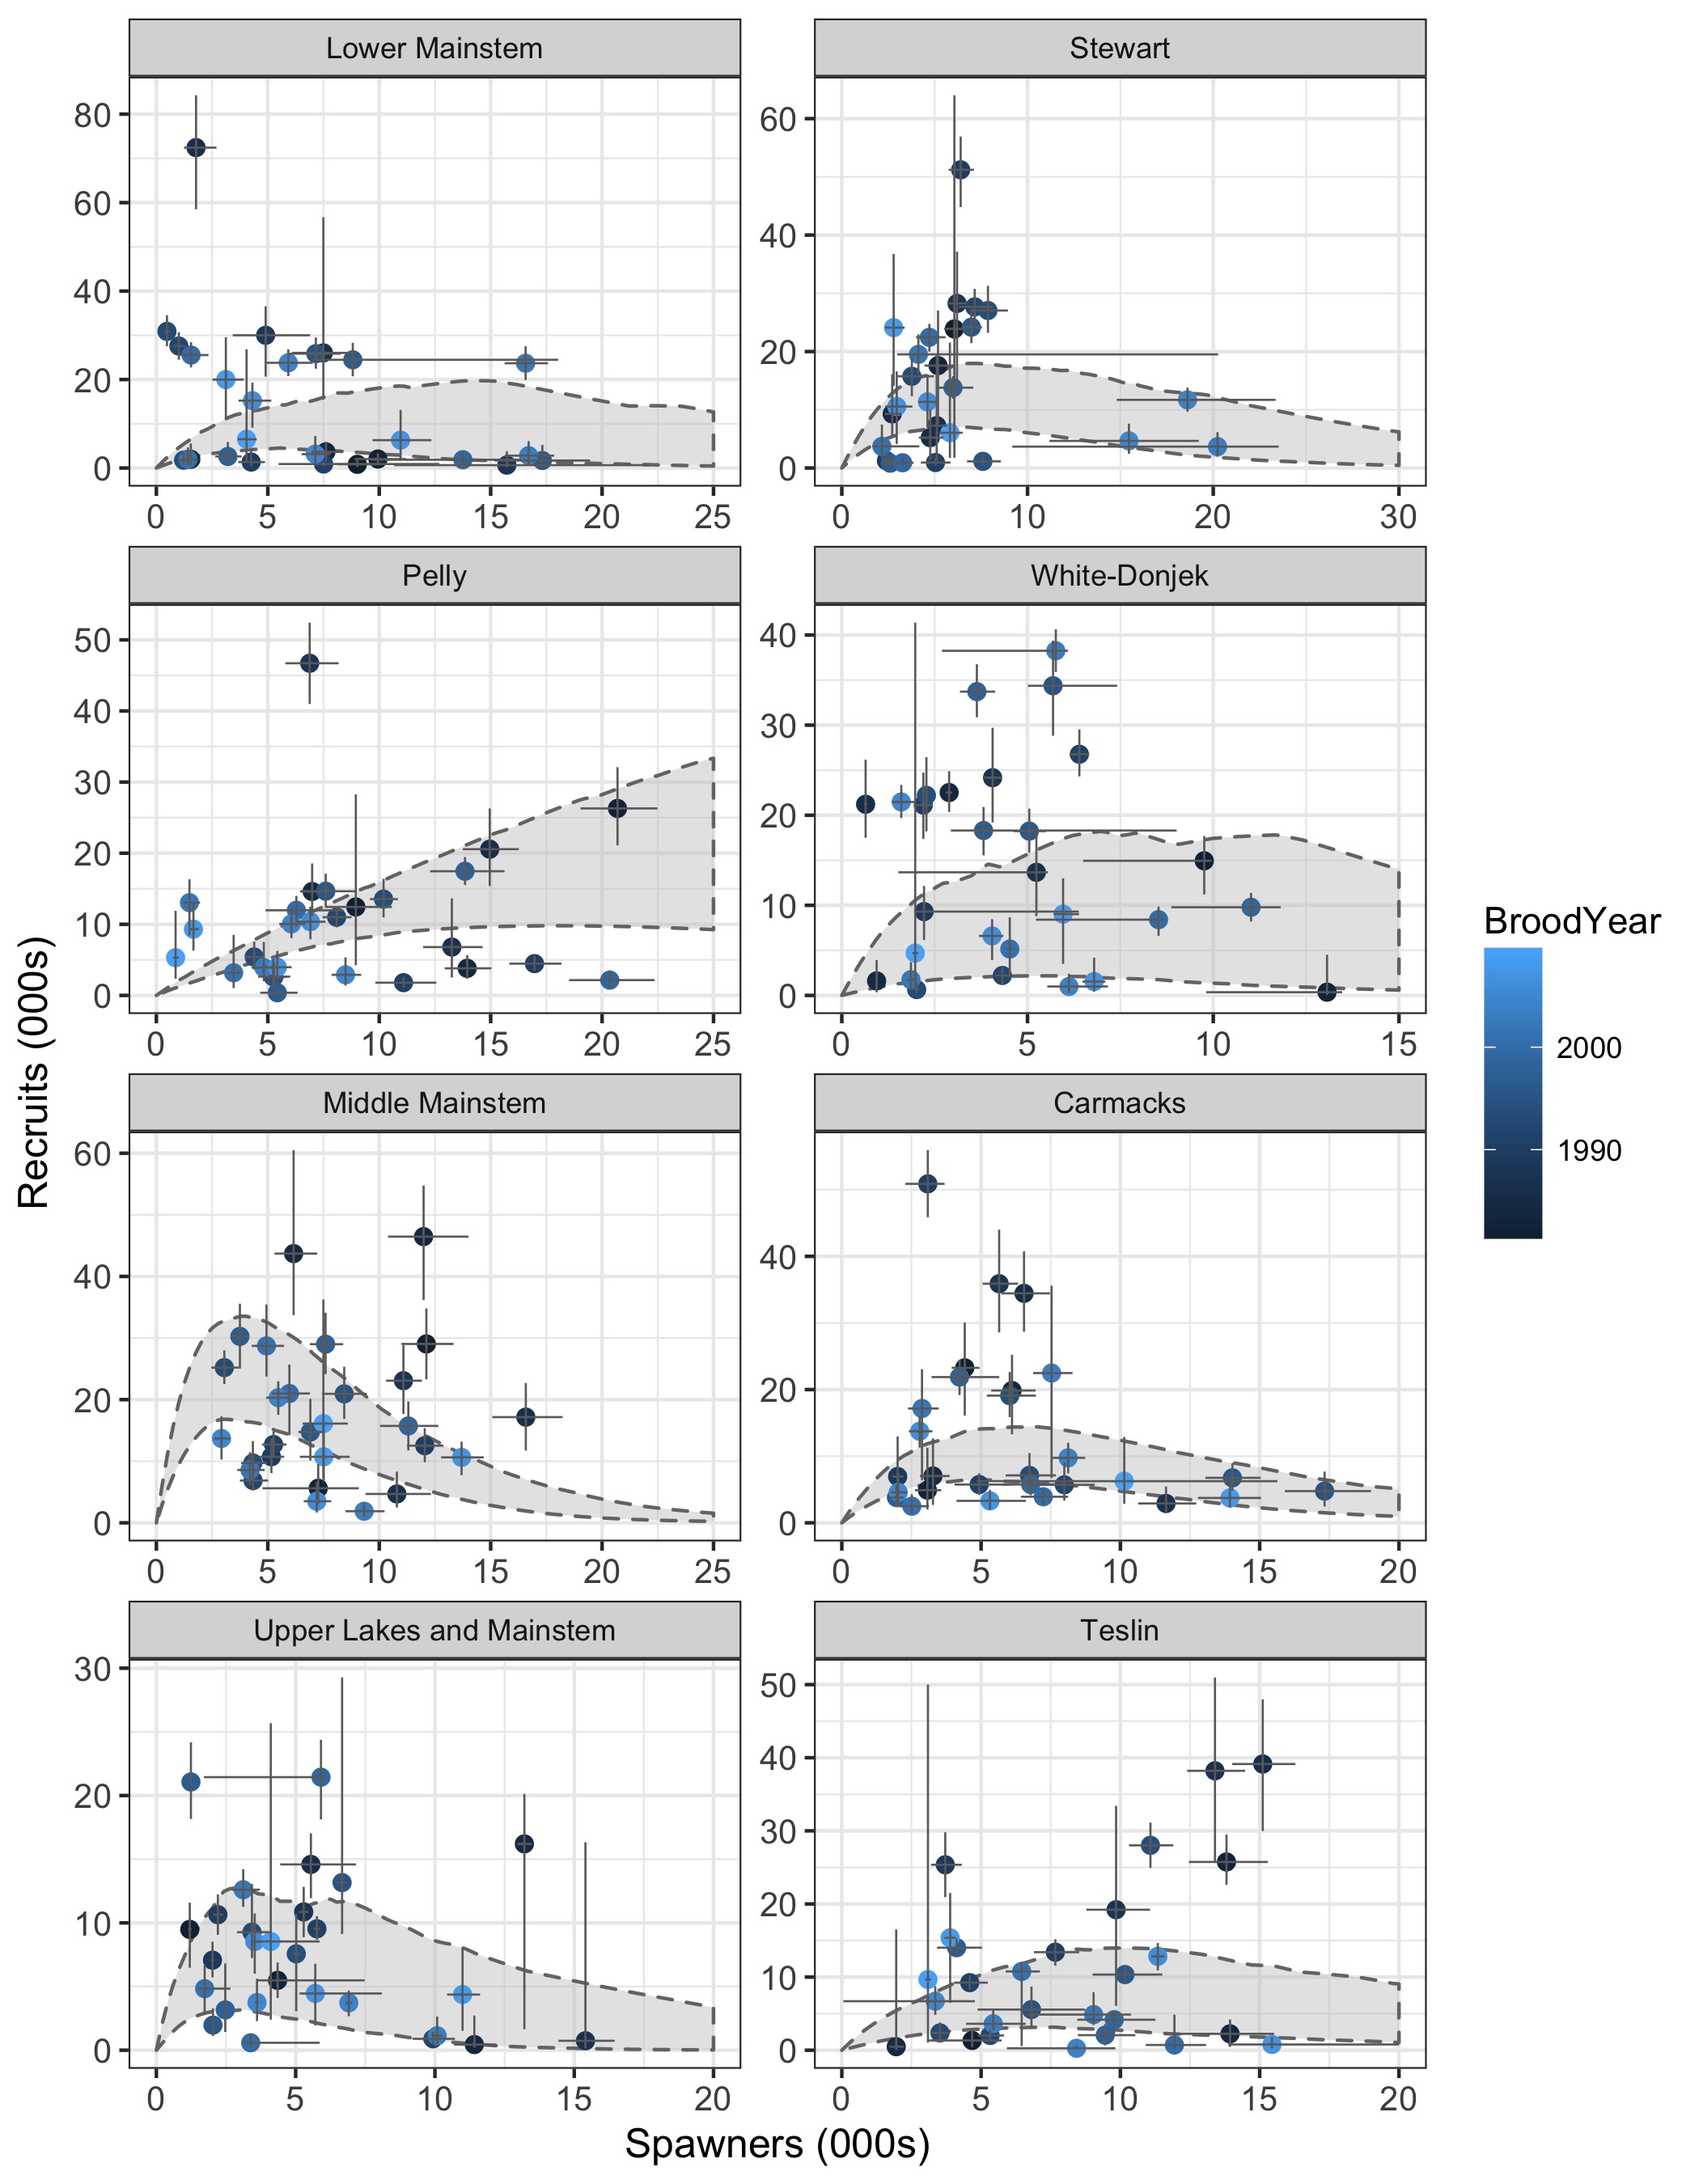 Lower Mainstem
Stewart
80
60
40
20
0
0 5 10 15 20 25
60
40
20
0
0 10 20 30
Pelly
White-Donjek
50
40
30
20
10
0
0 5 10 15 20 25
40
30
20
10
0
0 5 10 15
Middle Mainstem
Carmacks
60
40
20
0
0 5 10 15 20 25
40
20
0
0 5 10 15 20
Upper Lakes and Mainstem
Teslin
30
20
10
0
0 5 10 15 20
50
40
30
20
10
0
0 5 10 15 20
Recruits (000s)
Spawners (000s)
BroodYear
2000
1990